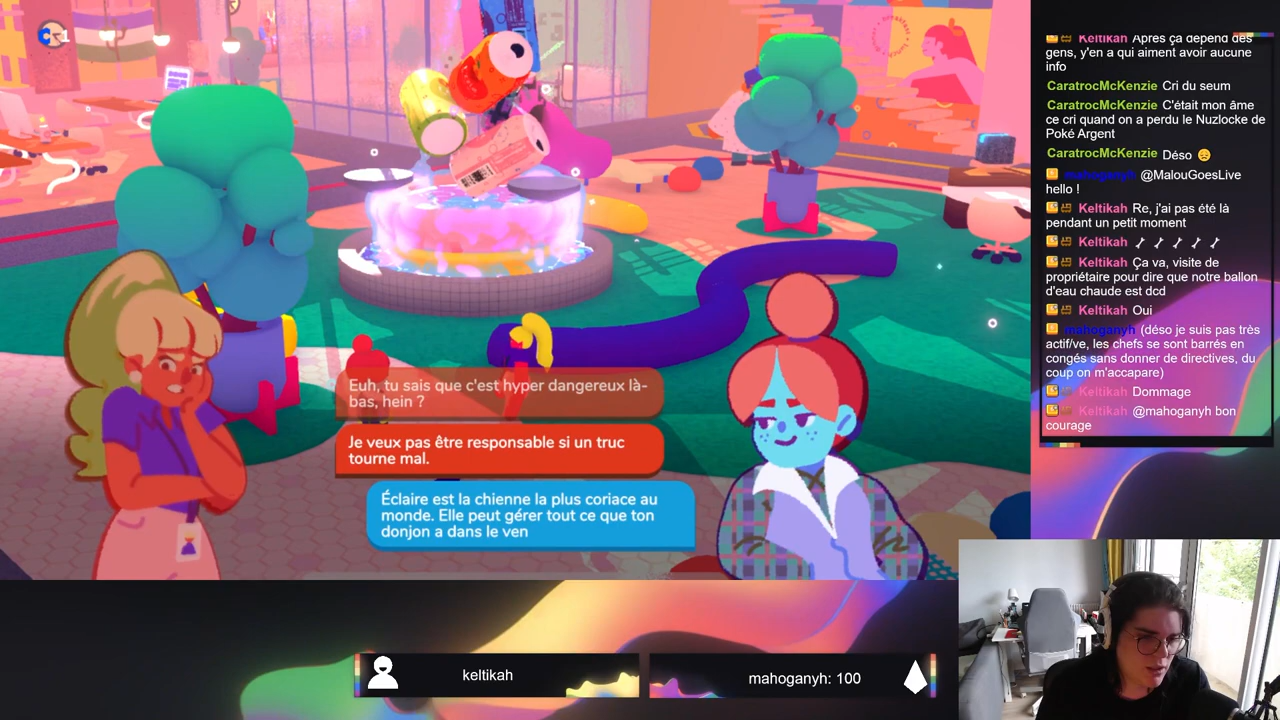 1
Euh, tu sais que c'est hyper dangereux là-
bas, hein ?
Je veux pas être responsable si un truc
tourne mal.
Éclaire est la chienne la plus coriace au
monde. Elle peut gérer tout ce que ton
donjon a dans le ven
Keltikah Apres ça dépend des
gens, y'en a qui aiment avoir aucune
info
CaratrocMcKenzie Cri du seum
CaratrocMcKenzie C'était mon âme
ce cri quand on a perdu le Nuzlocke de
Poké Argent
CaratrocMcKenzie Déso
mahoganyh @MalouGoesLive
hello !
Keltikah Re, j'ai pas été là
pendant un petit moment
Keltikah
Keltikah Ça va, visite de
propriétaire pour dire que notre ballon
d'eau chaude est dcd
Keltikah Oui
mahoganyh (déso je suis pas très
actif/ve, les chefs se sont barrés en
congés sans donner de directives, du
coup on m'accapare)
Keltikah Dommage
Keltikah @mahoganyh bon
courage
keltikah
mahoganyh: 100